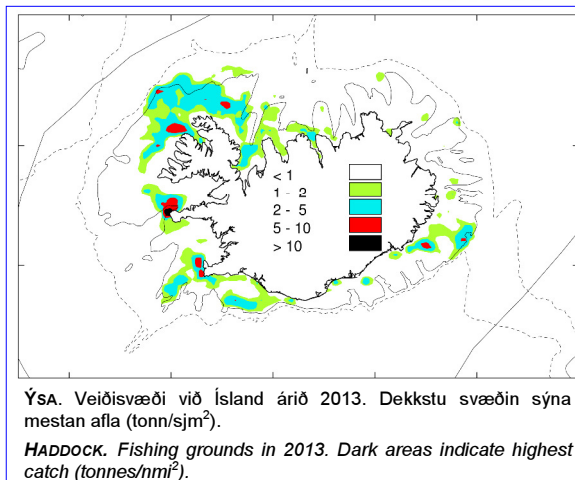 < 1
1 - 2
2 - 5
5 - 10
> 10
ÝSA. Veiðisvæði við Ísland árið 2013. Dekkstu svæðin sýna
mestan afla (tonn/sjm²).
HADDOCK. Fishing grounds in 2013. Dark areas indicate highest
catch (tonnes/nmi²).